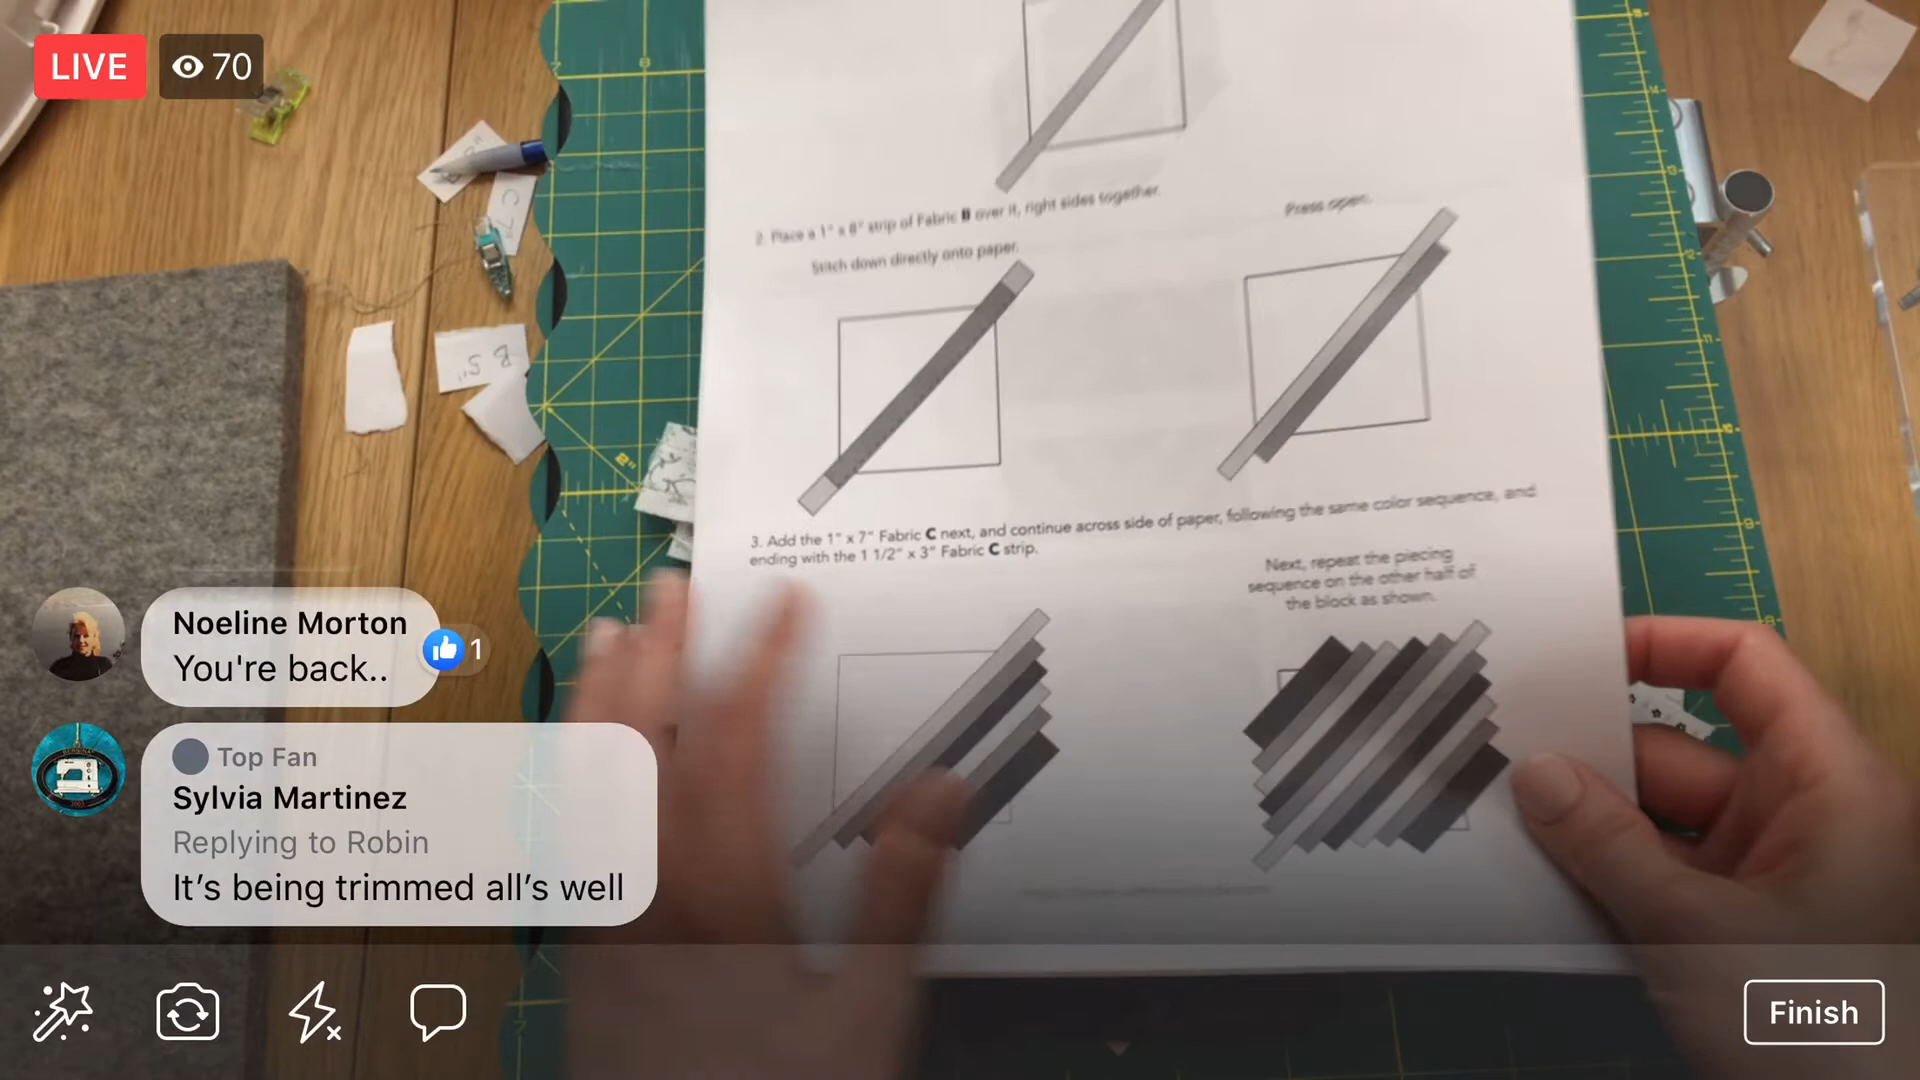 LIVE
70
2. Place a 1" x 8" strip of Fabric B over it, right sides together.
Stitch down directly onto paper.
Press open.
3. Add the 1" x 7" Fabric C next, and continue across side of paper, following the same color sequence, and
ending with the 1 1/2" x 3" Fabric C strip.
Next, repeat the piecing
sequence on the other half of
the block as shown.
C 7"
B 5"
2"
Noeline Morton
You're back..
1
Top Fan
Sylvia Martinez
Replying to Robin
It's being trimmed all's well
Finish